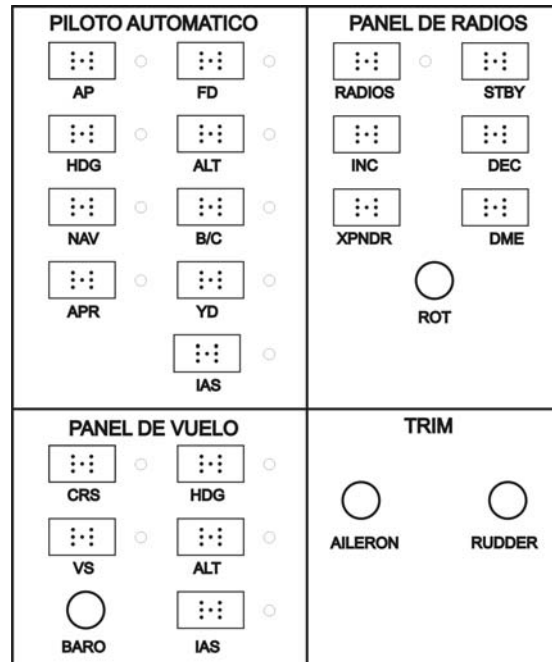 PILOTO AUTOMATICO
AP FD
HDG ALT
NAV B/C
APR YD
IAS
PANEL DE RADIOS
RADIOS STBY
INC DEC
XPNDR DME
ROT
PANEL DE VUELO
CRS HDG
VS ALT
BARO IAS
TRIM
AILERON RUDDER